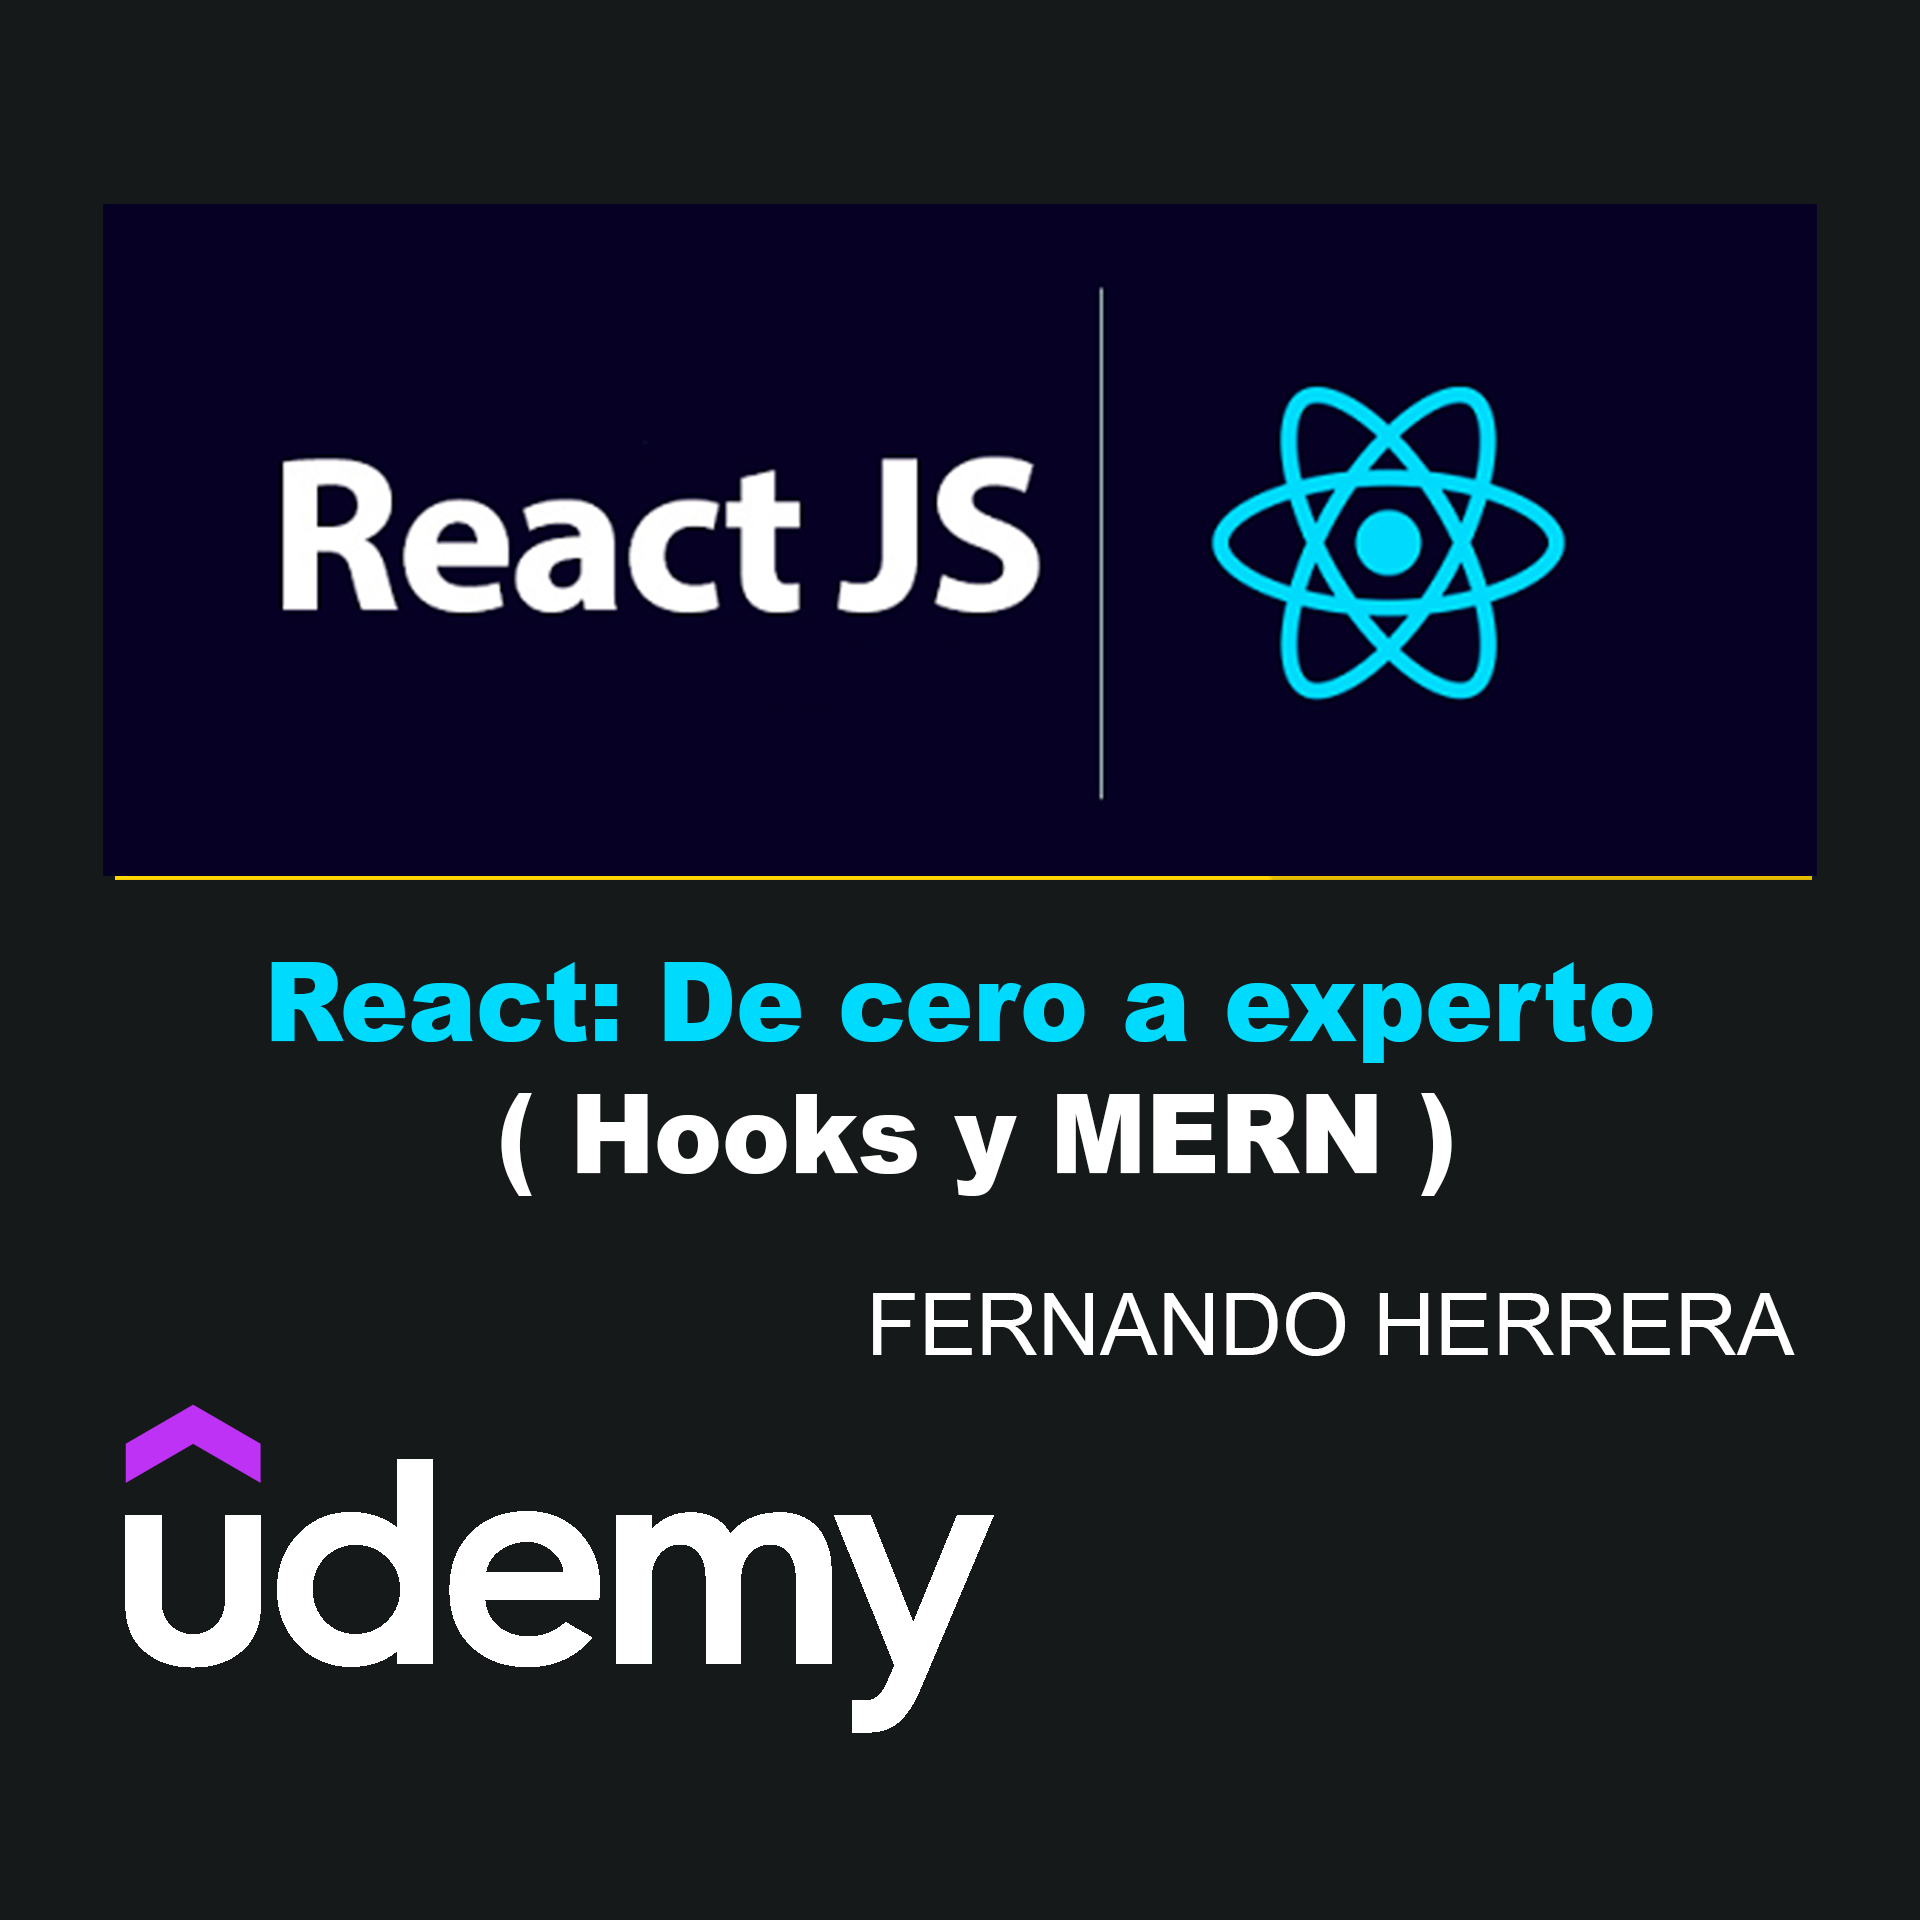 React JS
React: De cero a experto
( Hooks y MERN )
FERNANDO HERRERA
udemy